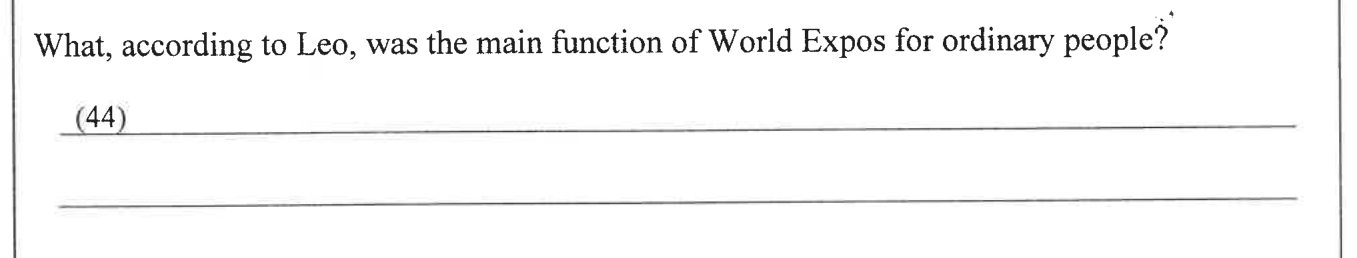 What, according to Leo, was the main function of World Expos for ordinary people?
(44)